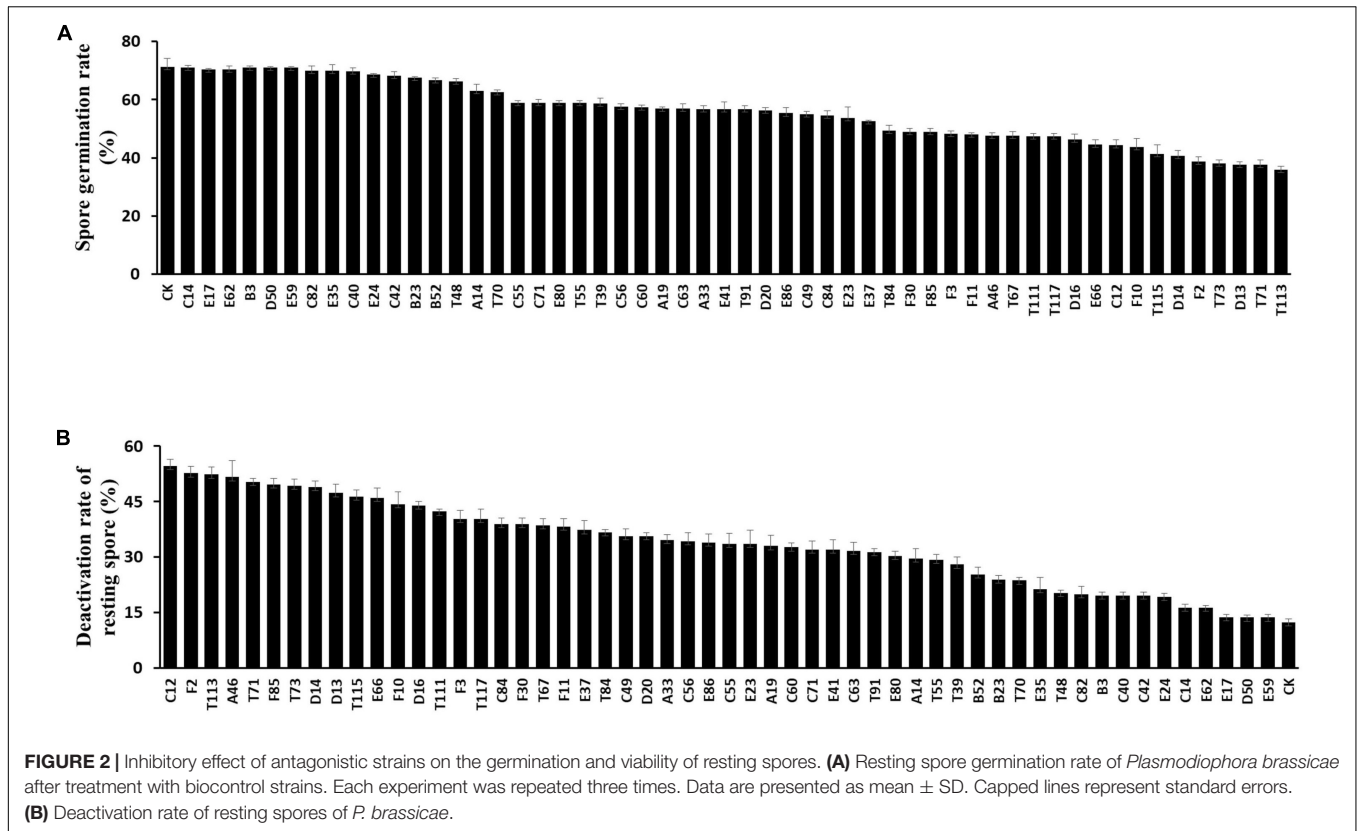 A
Spore germination rate
(%)
80
60
40
20
0
CK C14 E17 E62 B3 D50 E59 C82 E35 C40 E24 C42 B23 B52 T48 A14 T70 C55 C71 E80 T55 T39 C56 C60 A19 C63 A33 E41 T91 D20 E86 C49 C84 E23 E37 T84 F30 F85 F3 F11 A46 T67 T111 T117 D16 E66 C12 F10 T115 D14 F2 T73 D13 T71 T113
B
Deactivation rate of
resting spore (%)
60
45
30
15
0
C12 F2 T113 A46 T71 F85 T73 D14 D13 T115 E66 F10 D16 T111 F3 T117 C84 F30 T67 F11 E37 T84 C49 D20 A33 C56 E86 C55 E23 A19 C60 C71 E41 C63 T91 E80 A14 T55 T39 B52 B23 T70 E35 T48 C82 B3 C40 C42 E24 C14 E62 E17 D50 E59 CK
FIGURE 2 | Inhibitory effect of antagonistic strains on the germination and viability of resting spores. (A) Resting spore germination rate of Plasmodiophora brassicae
after treatment with biocontrol strains. Each experiment was repeated three times. Data are presented as mean ± SD. Capped lines represent standard errors.
(B) Deactivation rate of resting spores of P. brassicae.